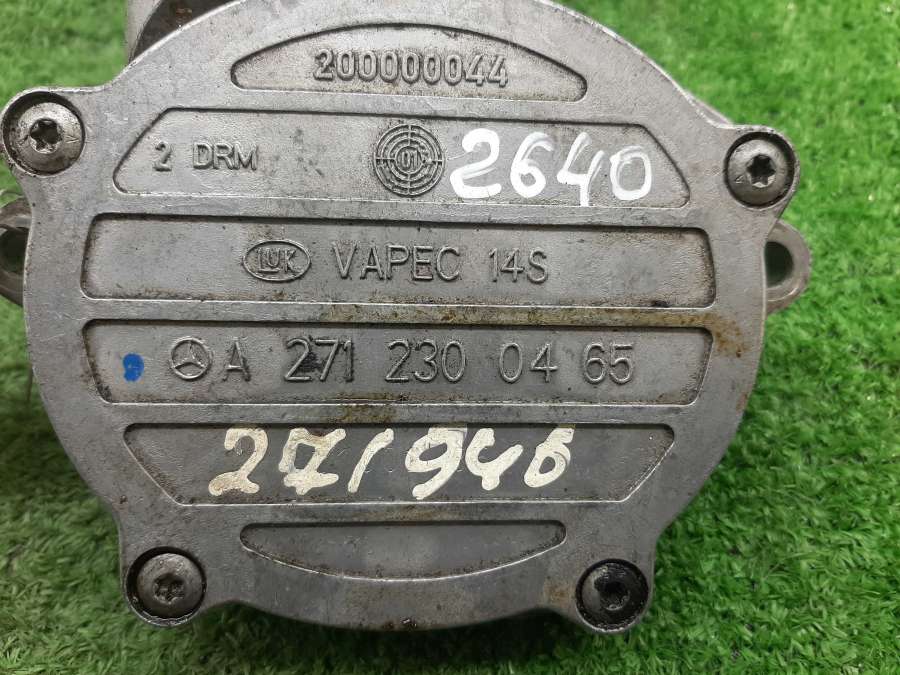 200000044
2 DRM 01 2640
LUK VAPEC 14S
A 271 230 04 65
271946